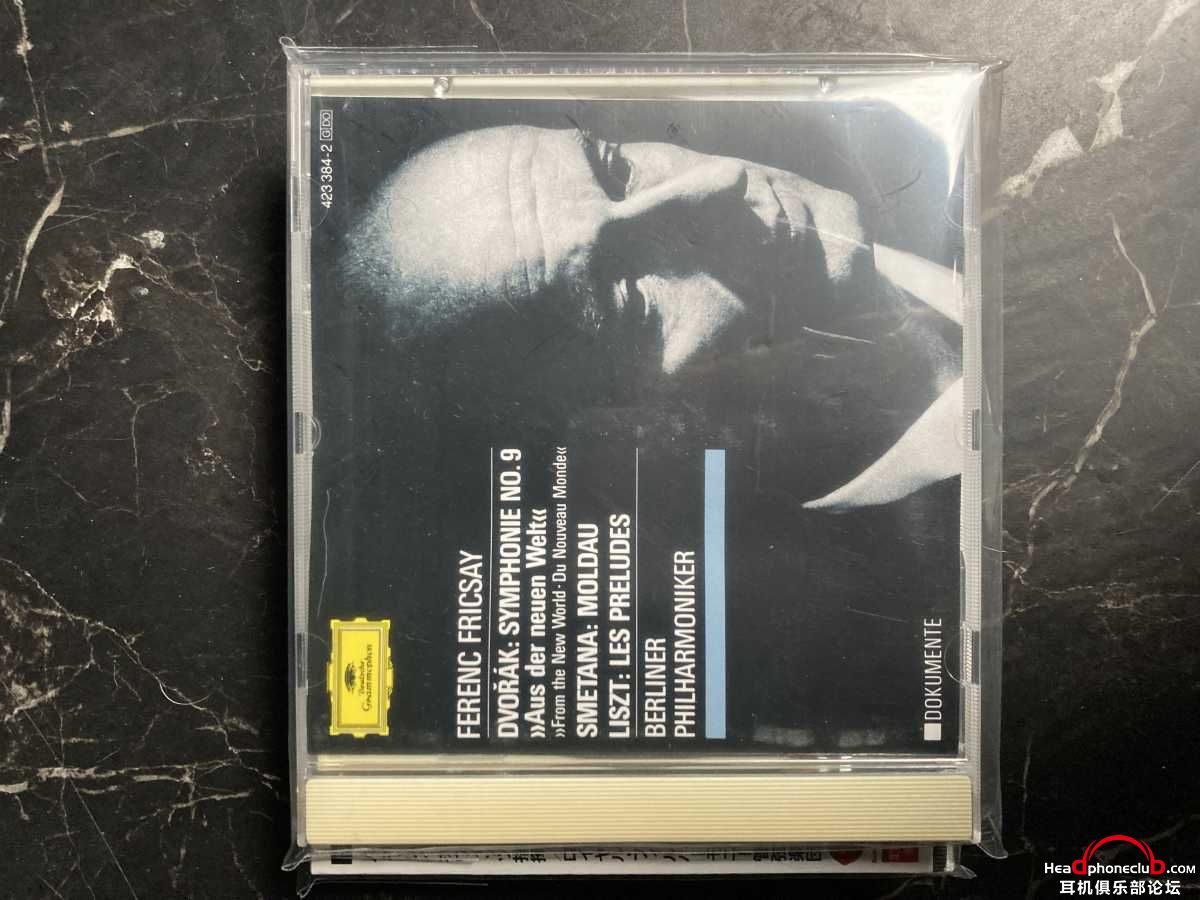 423 384-2 GDO
Deutsche
Grammophon
FERENC FRICSAY
DVOŘÁK: SYMPHONIE NO. 9
»Aus der neuen Welt«
»From the New World · Du Nouveau Monde«
SMETANA: MOLDAU
LISZT: LES PRELUDES
BERLINER
PHILHARMONIKER
DOKUMENTE
Headphoneclub.com
耳机俱乐部论坛